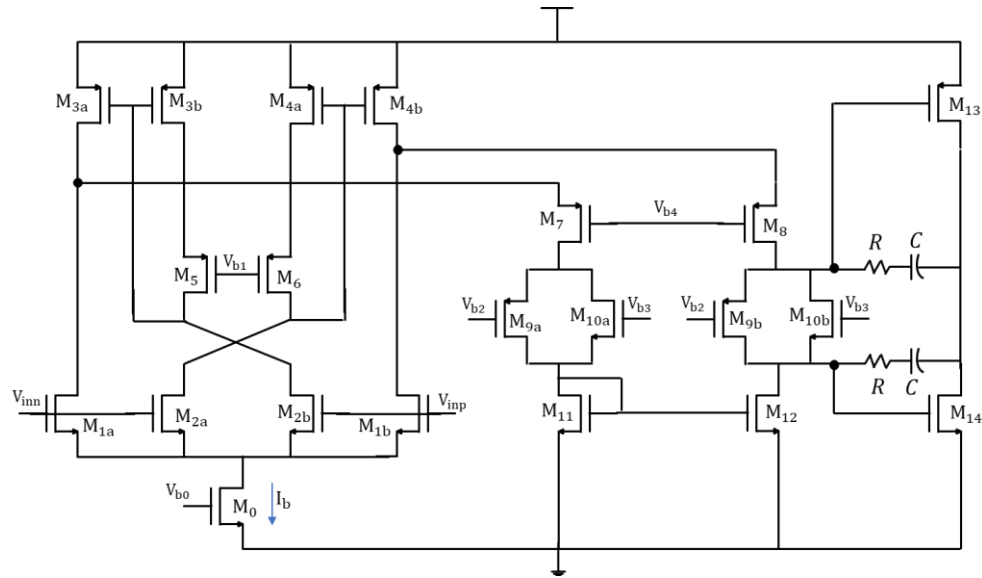 M3a M3b M4a M4b M13
M7 Vb4 M8
M5 Vb1 M6 R C
Vb2 M9a M10a Vb3 Vb2 M9b M10b Vb3
R C
Vinn M1a M2a M2b M1b Vinp M11 M12 M14
Vb0 M0 Ib